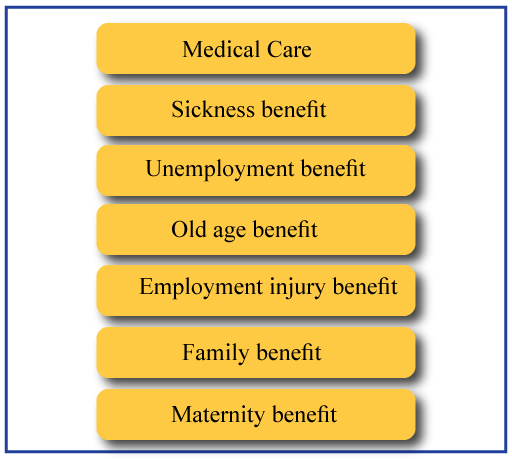 Medical Care
Sickness benefit
Unemployment benefit
Old age benefit
Employment injury benefit
Family benefit
Maternity benefit